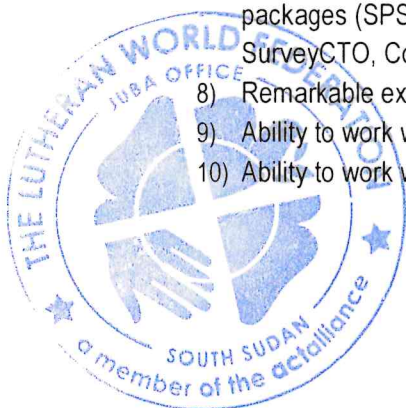 packages (SPS
SurveyCTO, Co
8) Remarkable ex
9) Ability to work w
10) Ability to work w
THE LUTHERAN WORLD FEDERATION
JUBA OFFICE
SOUTH SUDAN
a member of the actalliance